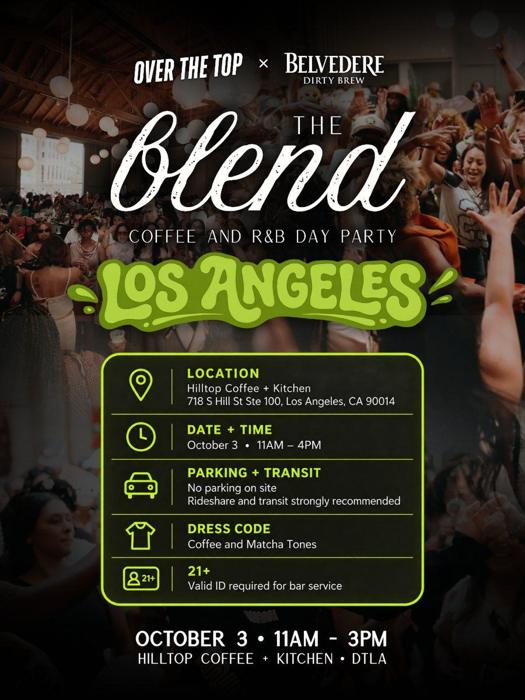 OVER THE TOP × BELVEDERE
DIRTY BREW
THE
blend
COFFEE AND R&B DAY PARTY
LOS ANGELES
LOCATION
Hilltop Coffee + Kitchen
718 S Hill St Ste 100, Los Angeles, CA 90014
DATE + TIME
October 3 • 11AM – 4PM
PARKING + TRANSIT
No parking on site
Rideshare and transit strongly recommended
DRESS CODE
Coffee and Matcha Tones
21+
21+
Valid ID required for bar service
OCTOBER 3 • 11AM - 3PM
HILLTOP COFFEE + KITCHEN • DTLA